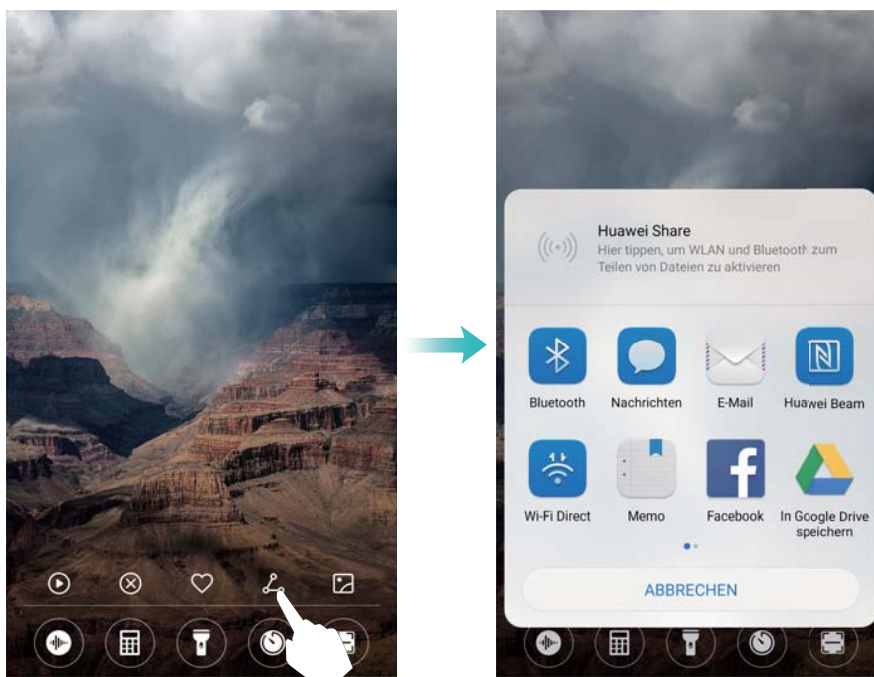 Huawei Share
Hier tippen, um WLAN und Bluetooth zum
Teilen von Dateien zu aktivieren
Bluetooth
Nachrichten
E-Mail
Huawei Beam
Wi-Fi Direct
Memo
Facebook
In Google Drive
speichern
ABBRECHEN